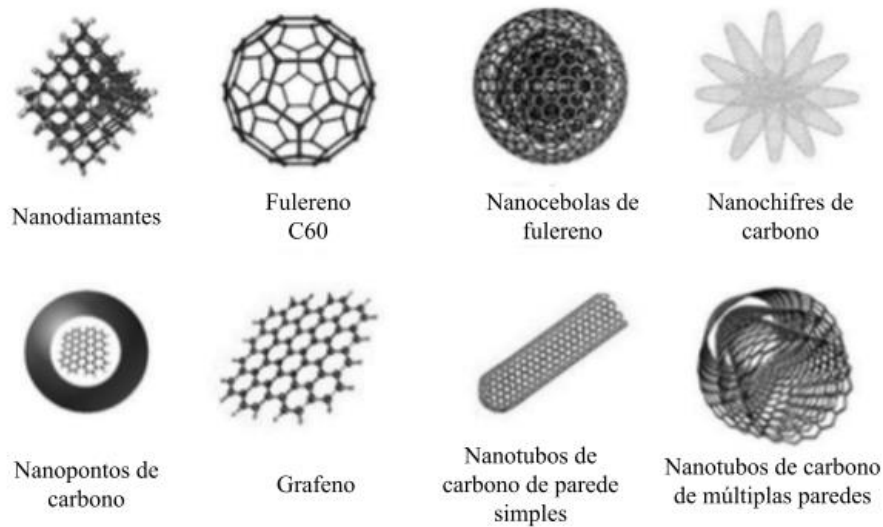 Nanodiamantes
Fulereno
C60
Nanocebolas de
fulereno
Nanochifres de
carbono
Nanopontos de
carbono
Grafeno
Nanotubos de
carbono de parede
simples
Nanotubos de carbono
de múltiplas paredes